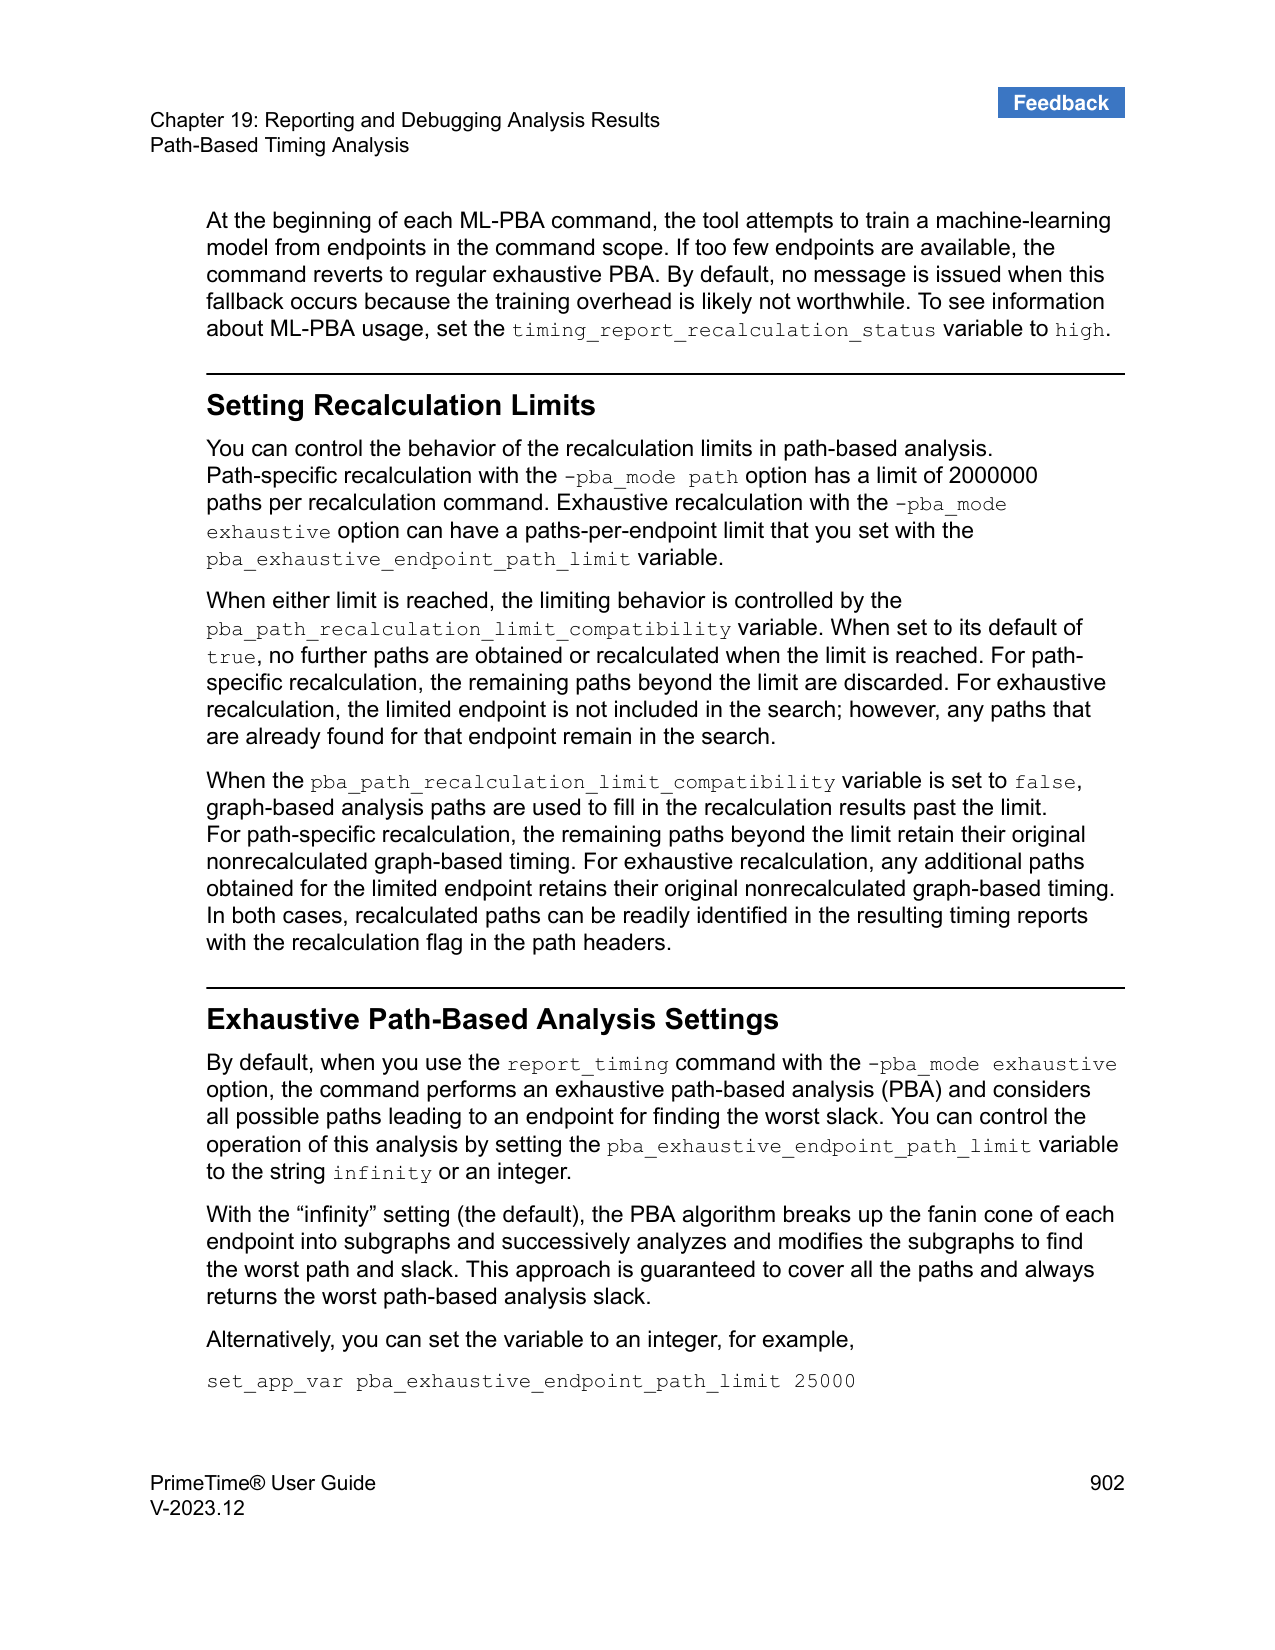 Feedback
Chapter 19: Reporting and Debugging Analysis Results
Path-Based Timing Analysis
At the beginning of each ML-PBA command, the tool attempts to train a machine-learning
model from endpoints in the command scope. If too few endpoints are available, the
command reverts to regular exhaustive PBA. By default, no message is issued when this
fallback occurs because the training overhead is likely not worthwhile. To see information
about ML-PBA usage, set the timing_report_recalculation_status variable to high.
Setting Recalculation Limits
You can control the behavior of the recalculation limits in path-based analysis.
Path-specific recalculation with the -pba_mode path option has a limit of 2000000
paths per recalculation command. Exhaustive recalculation with the -pba_mode
exhaustive option can have a paths-per-endpoint limit that you set with the
pba_exhaustive_endpoint_path_limit variable.
When either limit is reached, the limiting behavior is controlled by the
pba_path_recalculation_limit_compatibility variable. When set to its default of
true, no further paths are obtained or recalculated when the limit is reached. For path-
specific recalculation, the remaining paths beyond the limit are discarded. For exhaustive
recalculation, the limited endpoint is not included in the search; however, any paths that
are already found for that endpoint remain in the search.
When the pba_path_recalculation_limit_compatibility variable is set to false,
graph-based analysis paths are used to fill in the recalculation results past the limit.
For path-specific recalculation, the remaining paths beyond the limit retain their original
nonrecalculated graph-based timing. For exhaustive recalculation, any additional paths
obtained for the limited endpoint retains their original nonrecalculated graph-based timing.
In both cases, recalculated paths can be readily identified in the resulting timing reports
with the recalculation flag in the path headers.
Exhaustive Path-Based Analysis Settings
By default, when you use the report_timing command with the -pba_mode exhaustive
option, the command performs an exhaustive path-based analysis (PBA) and considers
all possible paths leading to an endpoint for finding the worst slack. You can control the
operation of this analysis by setting the pba_exhaustive_endpoint_path_limit variable
to the string infinity or an integer.
With the “infinity” setting (the default), the PBA algorithm breaks up the fanin cone of each
endpoint into subgraphs and successively analyzes and modifies the subgraphs to find
the worst path and slack. This approach is guaranteed to cover all the paths and always
returns the worst path-based analysis slack.
Alternatively, you can set the variable to an integer, for example,
set_app_var pba_exhaustive_endpoint_path_limit 25000
PrimeTime® User Guide 902
V-2023.12